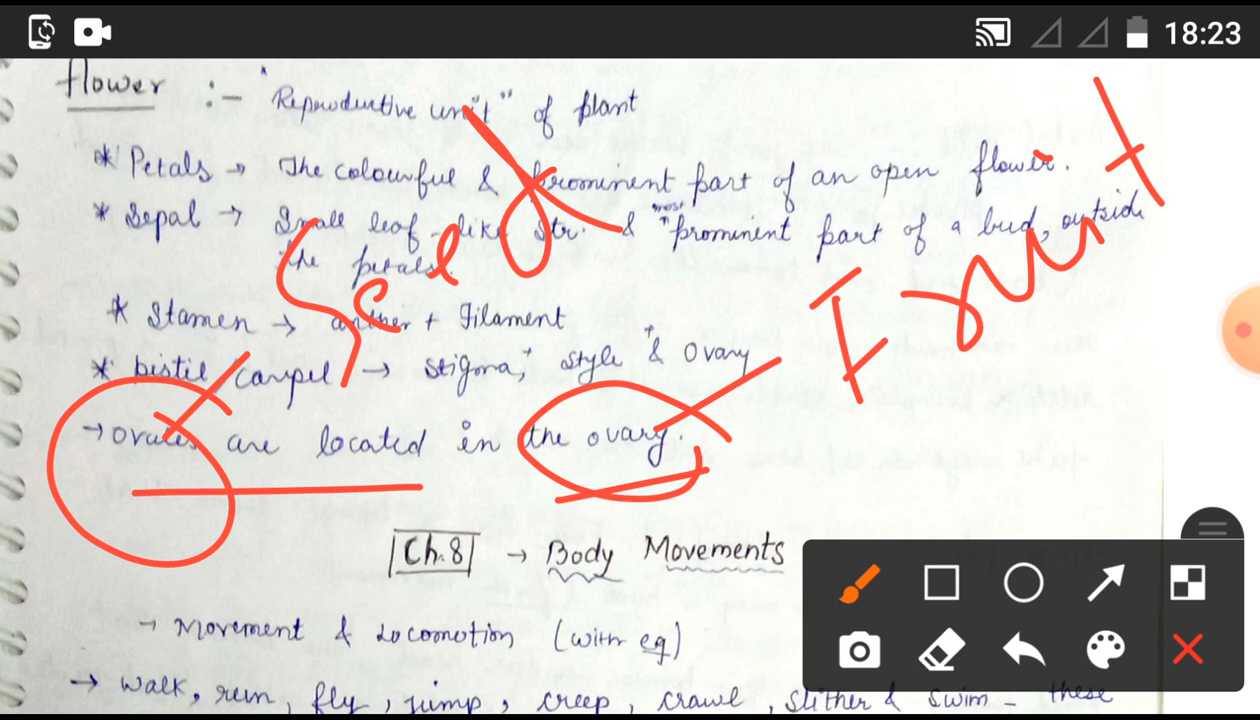 18:23
flower :- "Reproductive unit" of plant
* Petals → The colourful & prominent part of an open flower.
* Sepal → Small leaf-like str. & most prominent part of a bud, outside
the petals.
* Stamen → anther + Filament
* pistil/carpel → stigma, style & Ovary
→ ovules are located in the ovary.
Ch.8 → Body Movements
→ Movement & Locomotion (with eg)
→ walk, run, fly, jump, creep, crawl, slither & swim - these
Seed
Fruit